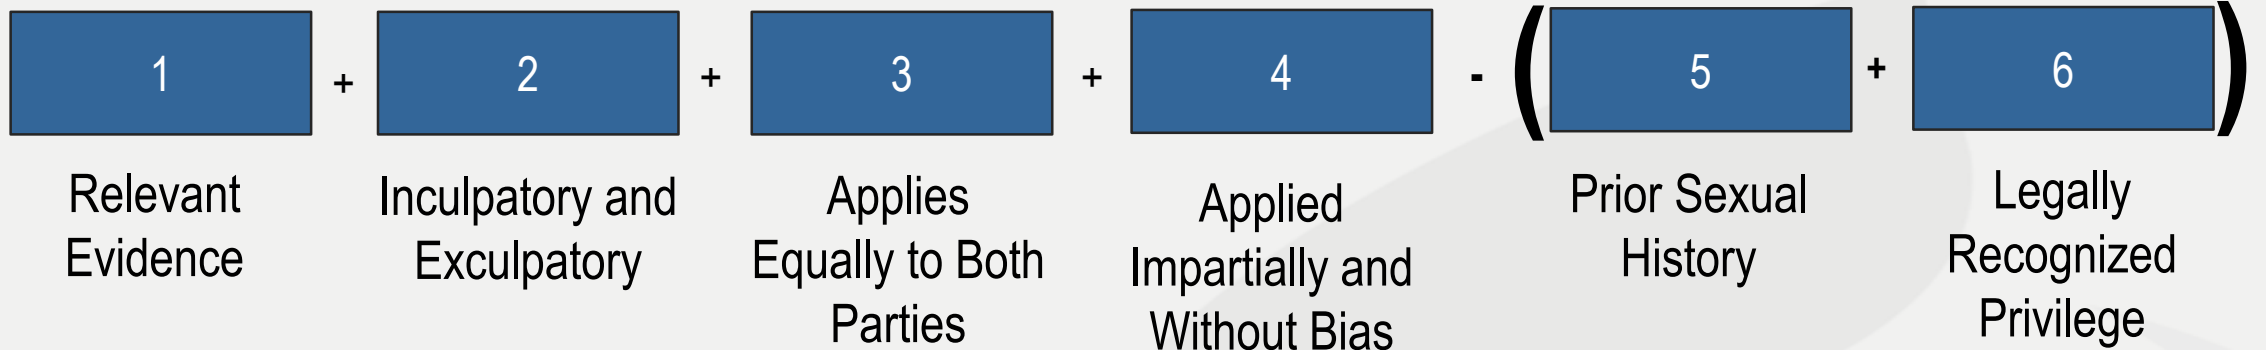 1 + 2 + 3 + 4 - ( 5 + 6 )
Relevant
Evidence
Inculpatory and
Exculpatory
Applies
Equally to Both
Parties
Applied
Impartially and
Without Bias
Prior Sexual
History
Legally
Recognized
Privilege